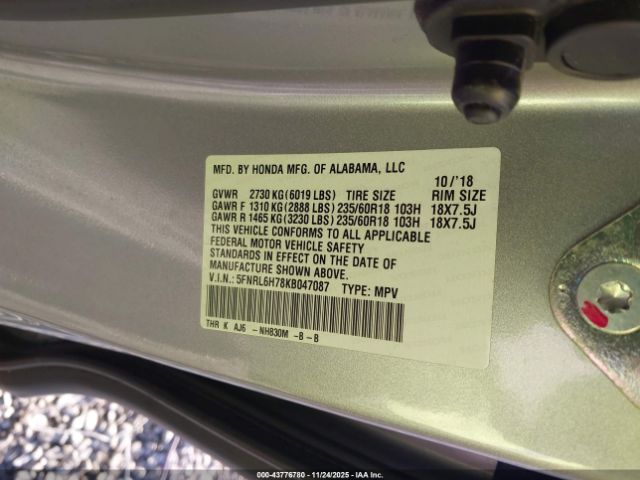 MFD. BY HONDA MFG. OF ALABAMA, LLC
10/'18
GVWR 2730 KG(6019 LBS) TIRE SIZE RIM SIZE
GAWR F 1310 KG(2888 LBS)235/60R18 103H 18X7.5J
GAWR R 1465 KG(3230 LBS)235/60R18 103H 18X7.5J
THIS VEHICLE CONFORMS TO ALL APPLICABLE
FEDERAL MOTOR VEHICLE SAFETY
STANDARDS IN EFFECT ON THE DATE OF
MANUFACTURE SHOWN ABOVE.
V.I.N.: 5FNRL6H78KB047087 TYPE: MPV
THR K AJ6 -NH830M -B - B
000-43776780 - 11/24/2025 - IAA Inc.